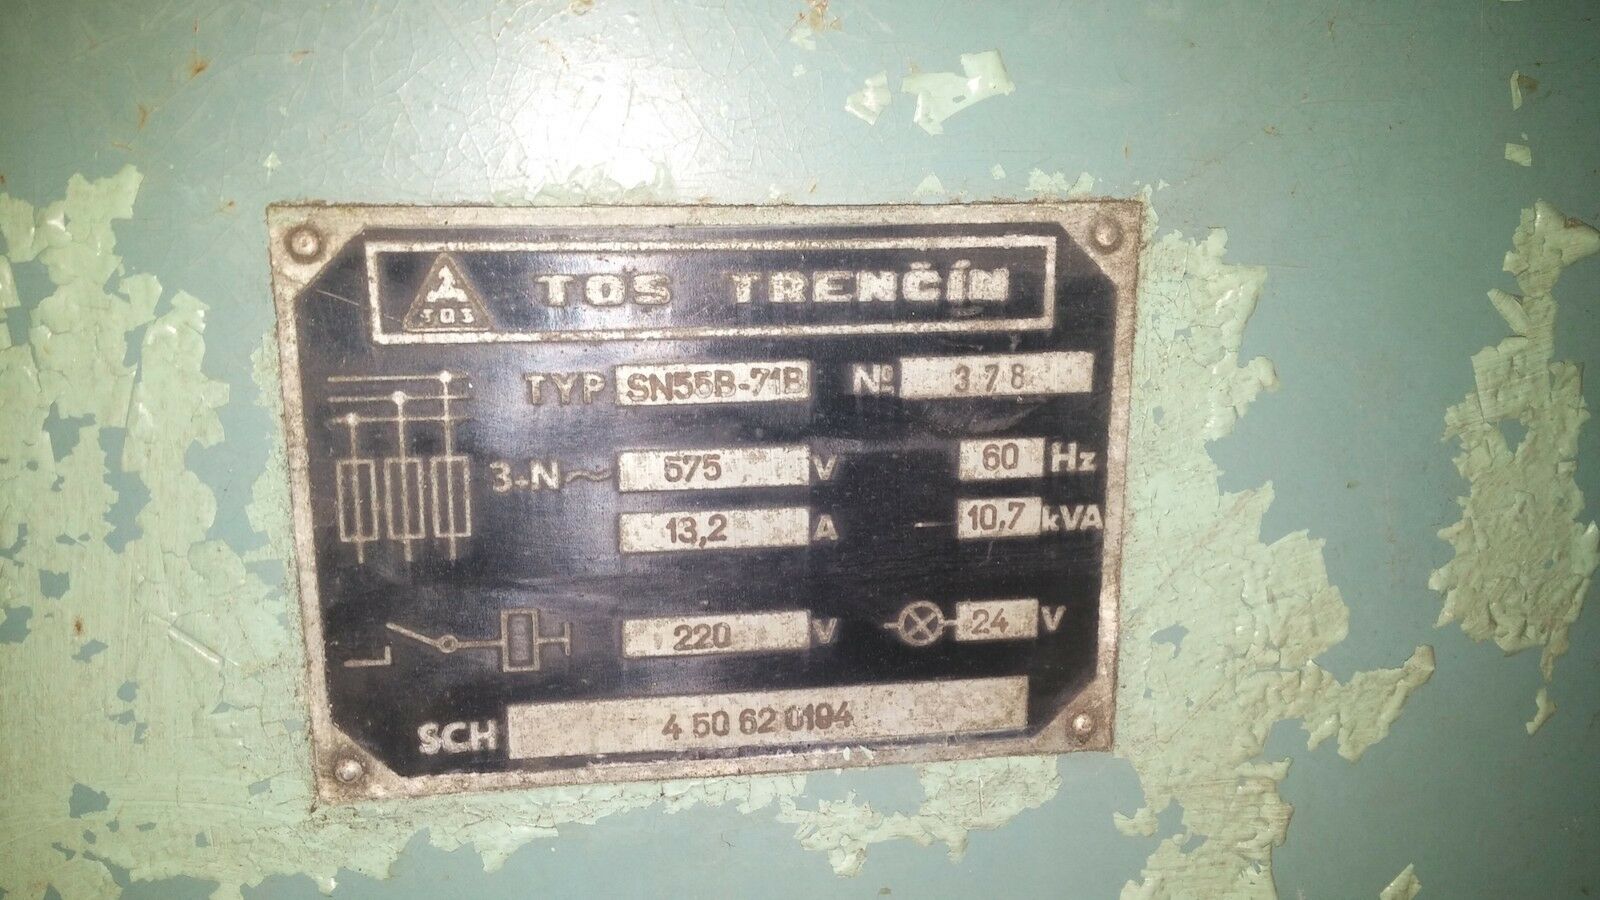 TOS TOS TRENČÍN
TYP SN55B-71B № 378
3+N~ 575 V 60 Hz
13,2 A 10,7 kVA
220 V 24 V
SCH 4 50 62 0194